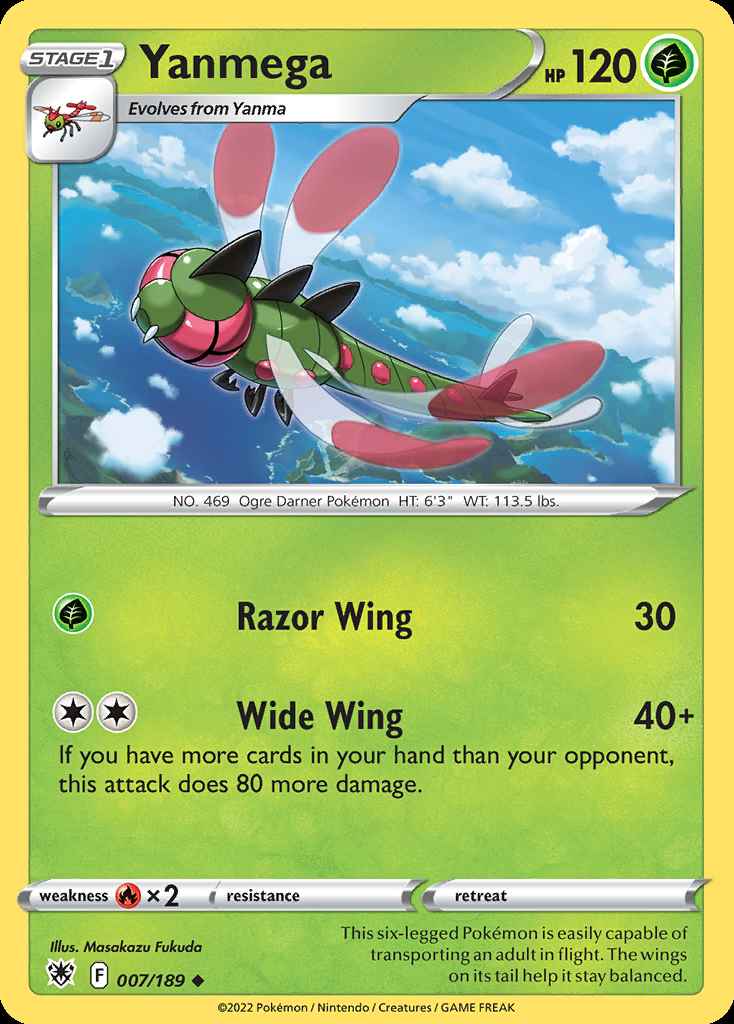 STAGE1
Yanmega
HP 120
Evolves from Yanma
NO. 469 Ogre Darner Pokémon HT: 6'3" WT: 113.5 lbs.
Razor Wing 30
Wide Wing 40+
If you have more cards in your hand than your opponent,
this attack does 80 more damage.
weakness ×2 resistance retreat
Illus. Masakazu Fukuda
F 007/189
This six-legged Pokémon is easily capable of
transporting an adult in flight. The wings
on its tail help it stay balanced.
©2022 Pokémon / Nintendo / Creatures / GAME FREAK